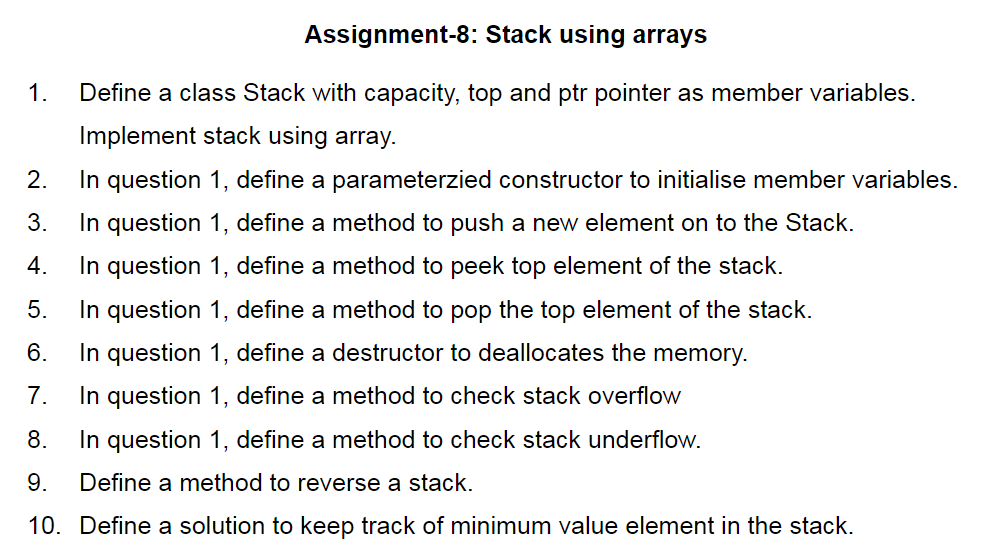 Assignment-8: Stack using arrays
1. Define a class Stack with capacity, top and ptr pointer as member variables.
Implement stack using array.
2. In question 1, define a parameterzied constructor to initialise member variables.
3. In question 1, define a method to push a new element on to the Stack.
4. In question 1, define a method to peek top element of the stack.
5. In question 1, define a method to pop the top element of the stack.
6. In question 1, define a destructor to deallocates the memory.
7. In question 1, define a method to check stack overflow
8. In question 1, define a method to check stack underflow.
9. Define a method to reverse a stack.
10. Define a solution to keep track of minimum value element in the stack.